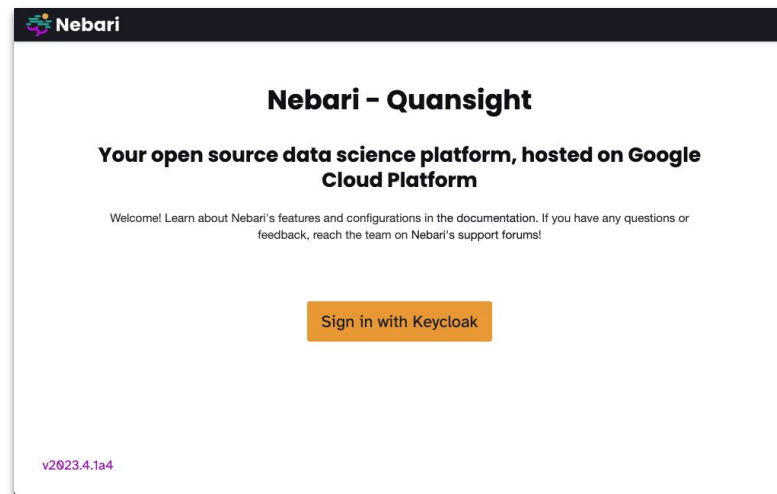 Nebari
Nebari - Quansight
Your open source data science platform, hosted on Google
Cloud Platform
Welcome! Learn about Nebari's features and configurations in the documentation. If you have any questions or
feedback, reach the team on Nebari's support forums!
Sign in with Keycloak
v2023.4.1a4